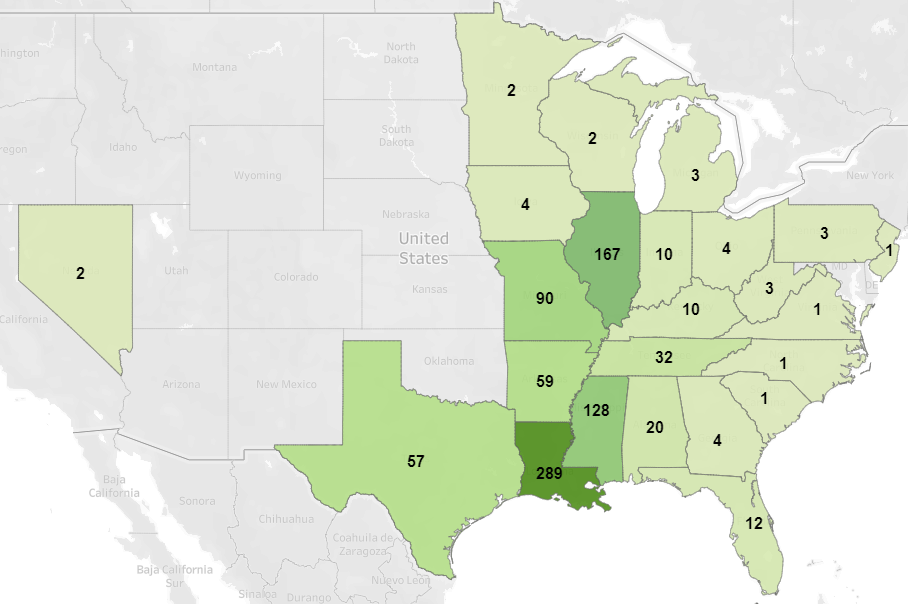 hington
Montana
North
Dakota
2
regon
Idaho
South
Dakota
2
Wyoming
3
New York
4
Nebraska
United
States
3
1
2
Utah
Colorado
Kansas
167
10
4
MD
DE
3
90
10
1
California
32
1
Arizona
New Mexico
Oklahoma
59
128
1
20
4
57
289
Baja
California
Sonora
Chihuahua
12
Coahuila de
Zaragoza
Baja California
Sur
Nuevo León
Sinaloa
Durango